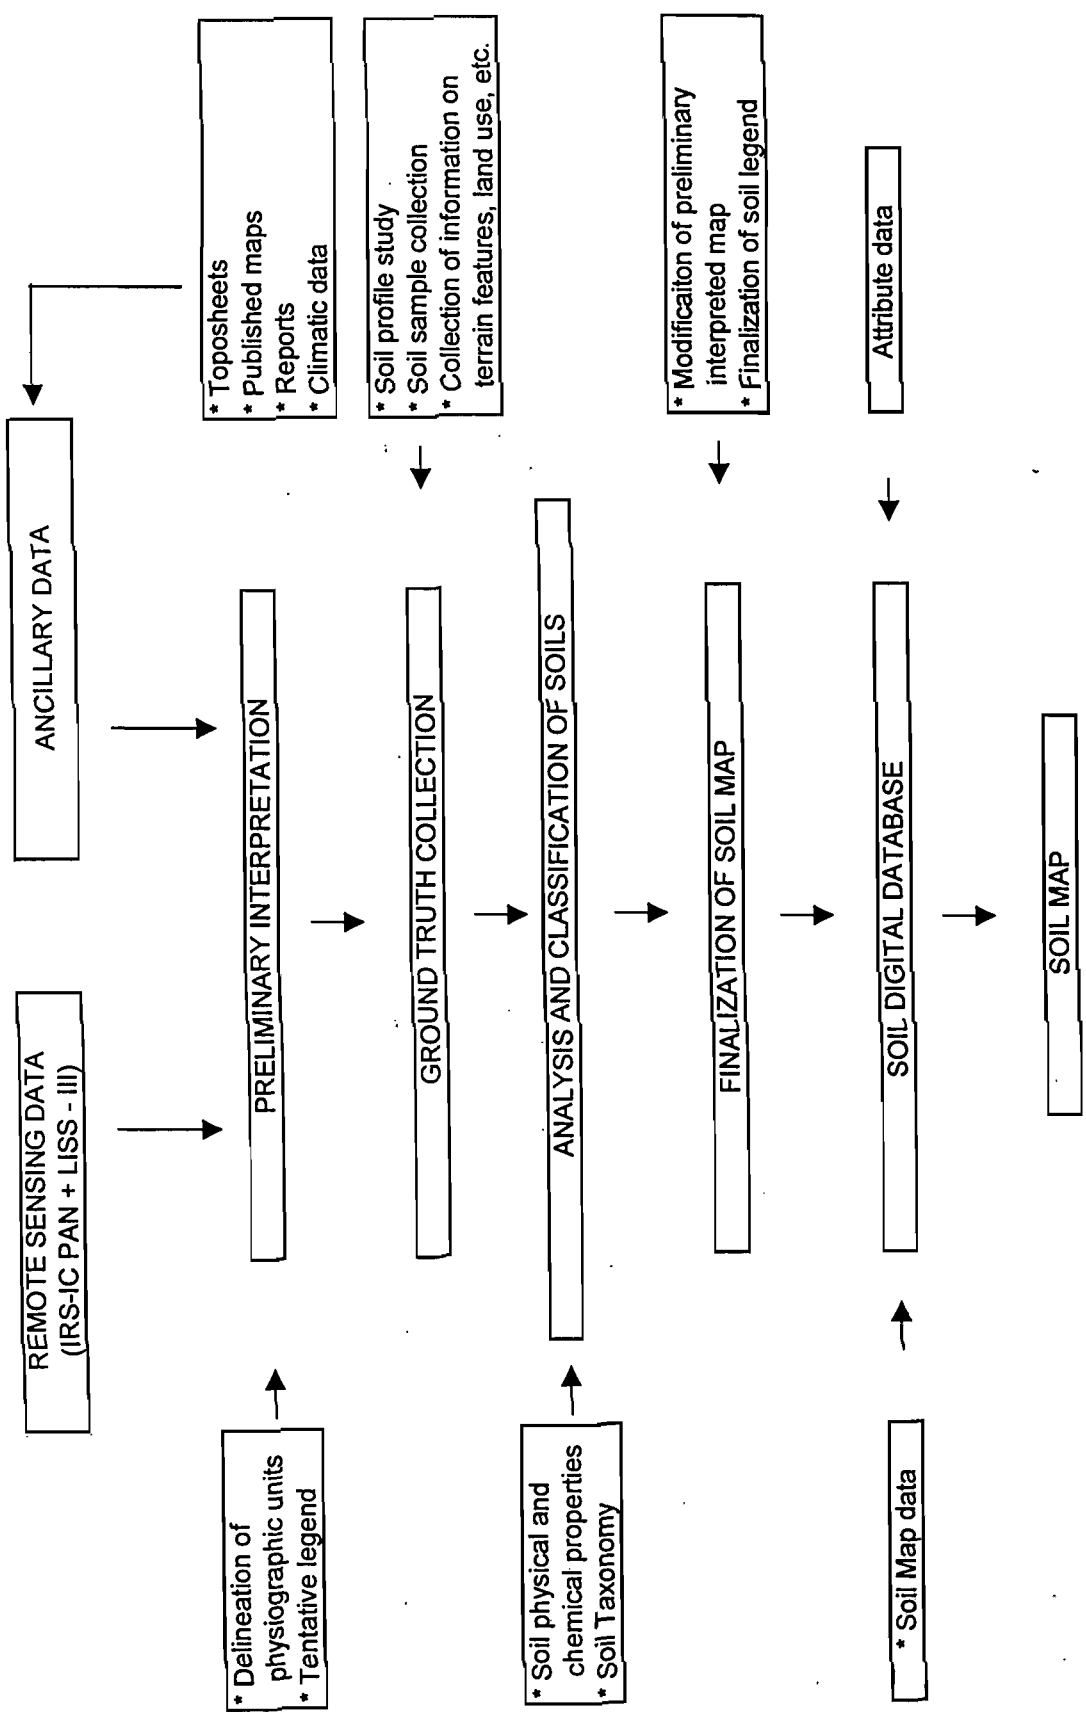 REMOTE SENSING DATA
(IRS-IC PAN + LISS - III)
ANCILLARY DATA
* Toposheets
* Published maps
* Reports
* Climatic data
* Delineation of
physiographic units
* Tentative legend
PRELIMINARY INTERPRETATION
* Soil profile study
* Soil sample collection
* Collection of information on
terrain features, land use, etc.
GROUND TRUTH COLLECTION
* Soil physical and
chemical properties
* Soil Taxonomy
ANALYSIS AND CLASSIFICATION OF SOILS
* Modificaiton of preliminary
interpreted map
* Finalization of soil legend
FINALIZATION OF SOIL MAP
* Soil Map data
SOIL DIGITAL DATABASE
Attribute data
SOIL MAP